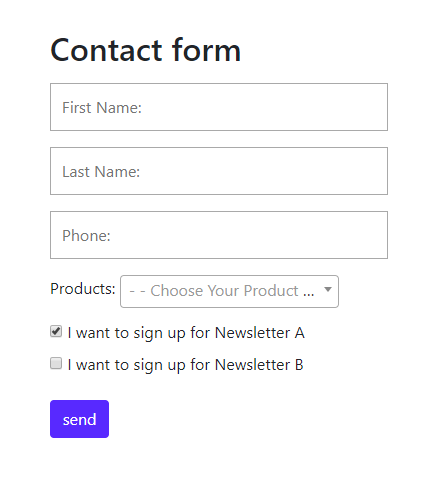 Contact form
First Name:
Last Name:
Phone:
Products: - - Choose Your Product ...
I want to sign up for Newsletter A
I want to sign up for Newsletter B
send